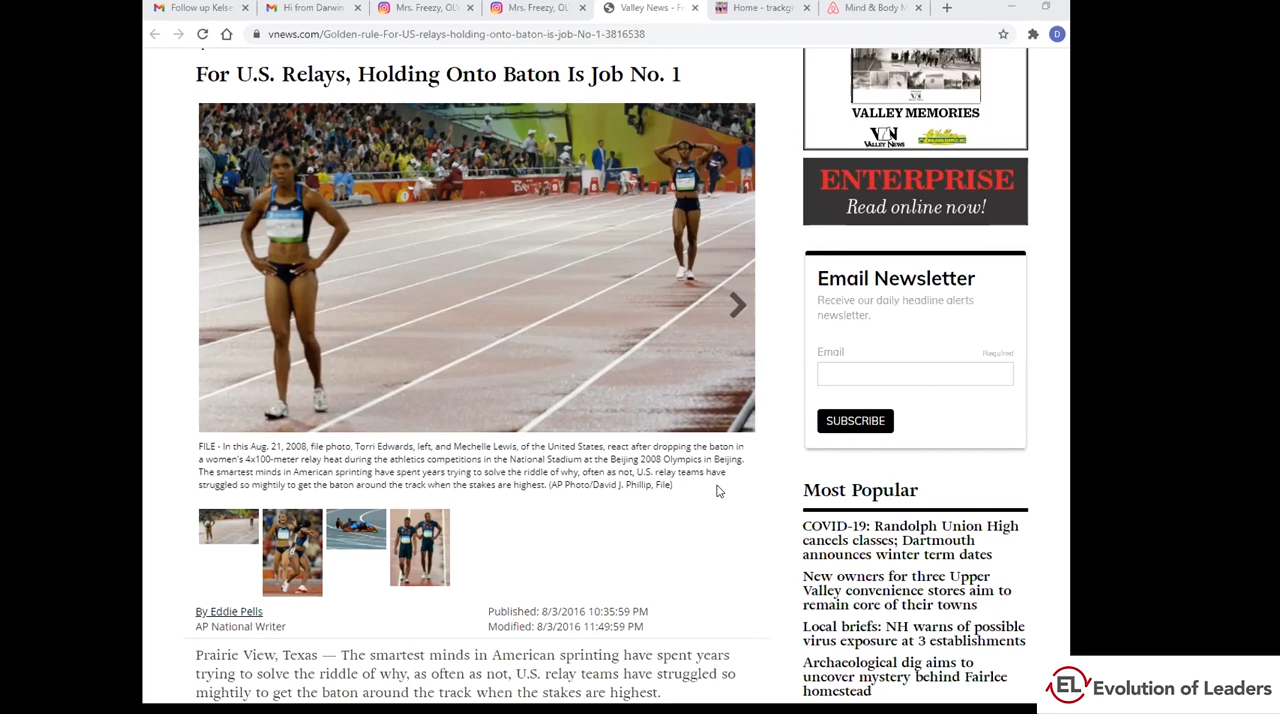 Follow up Kelse
Hi from Darwin
Mrs. Freezy, OLY
Mrs. Freezy, OL
Valley News - Fo
Home - trackgi
Mind & Body M
vnews.com/Golden-rule-For-US-relays-holding-onto-baton-is-job-No-1-3816538
D
For U.S. Relays, Holding Onto Baton Is Job No. 1
FILE - In this Aug. 21, 2008, file photo, Torri Edwards, left, and Mechelle Lewis, of the United States, react after dropping the baton in
a women's 4x100-meter relay heat during the athletics competitions in the National Stadium at the Beijing 2008 Olympics in Beijing.
The smartest minds in American sprinting have spent years trying to solve the riddle of why, often as not, U.S. relay teams have
struggled so mightily to get the baton around the track when the stakes are highest. (AP Photo/David J. Phillip, File)
By Eddie Pells
AP National Writer
Published: 8/3/2016 10:35:59 PM
Modified: 8/3/2016 11:49:59 PM
Prairie View, Texas — The smartest minds in American sprinting have spent years
trying to solve the riddle of why, as often as not, U.S. relay teams have struggled so
mightily to get the baton around the track when the stakes are highest.
VALLEY MEMORIES
VALLEY NEWS
ENTERPRISE
Read online now!
Email Newsletter
Receive our daily headline alerts
newsletter.
Email
Required
SUBSCRIBE
Most Popular
COVID-19: Randolph Union High
cancels classes; Dartmouth
announces winter term dates
New owners for three Upper
Valley convenience stores aim to
remain core of their towns
Local briefs: NH warns of possible
virus exposure at 3 establishments
Archaeological dig aims to
uncover mystery behind Fairlee
homestead
EL Evolution of Leaders